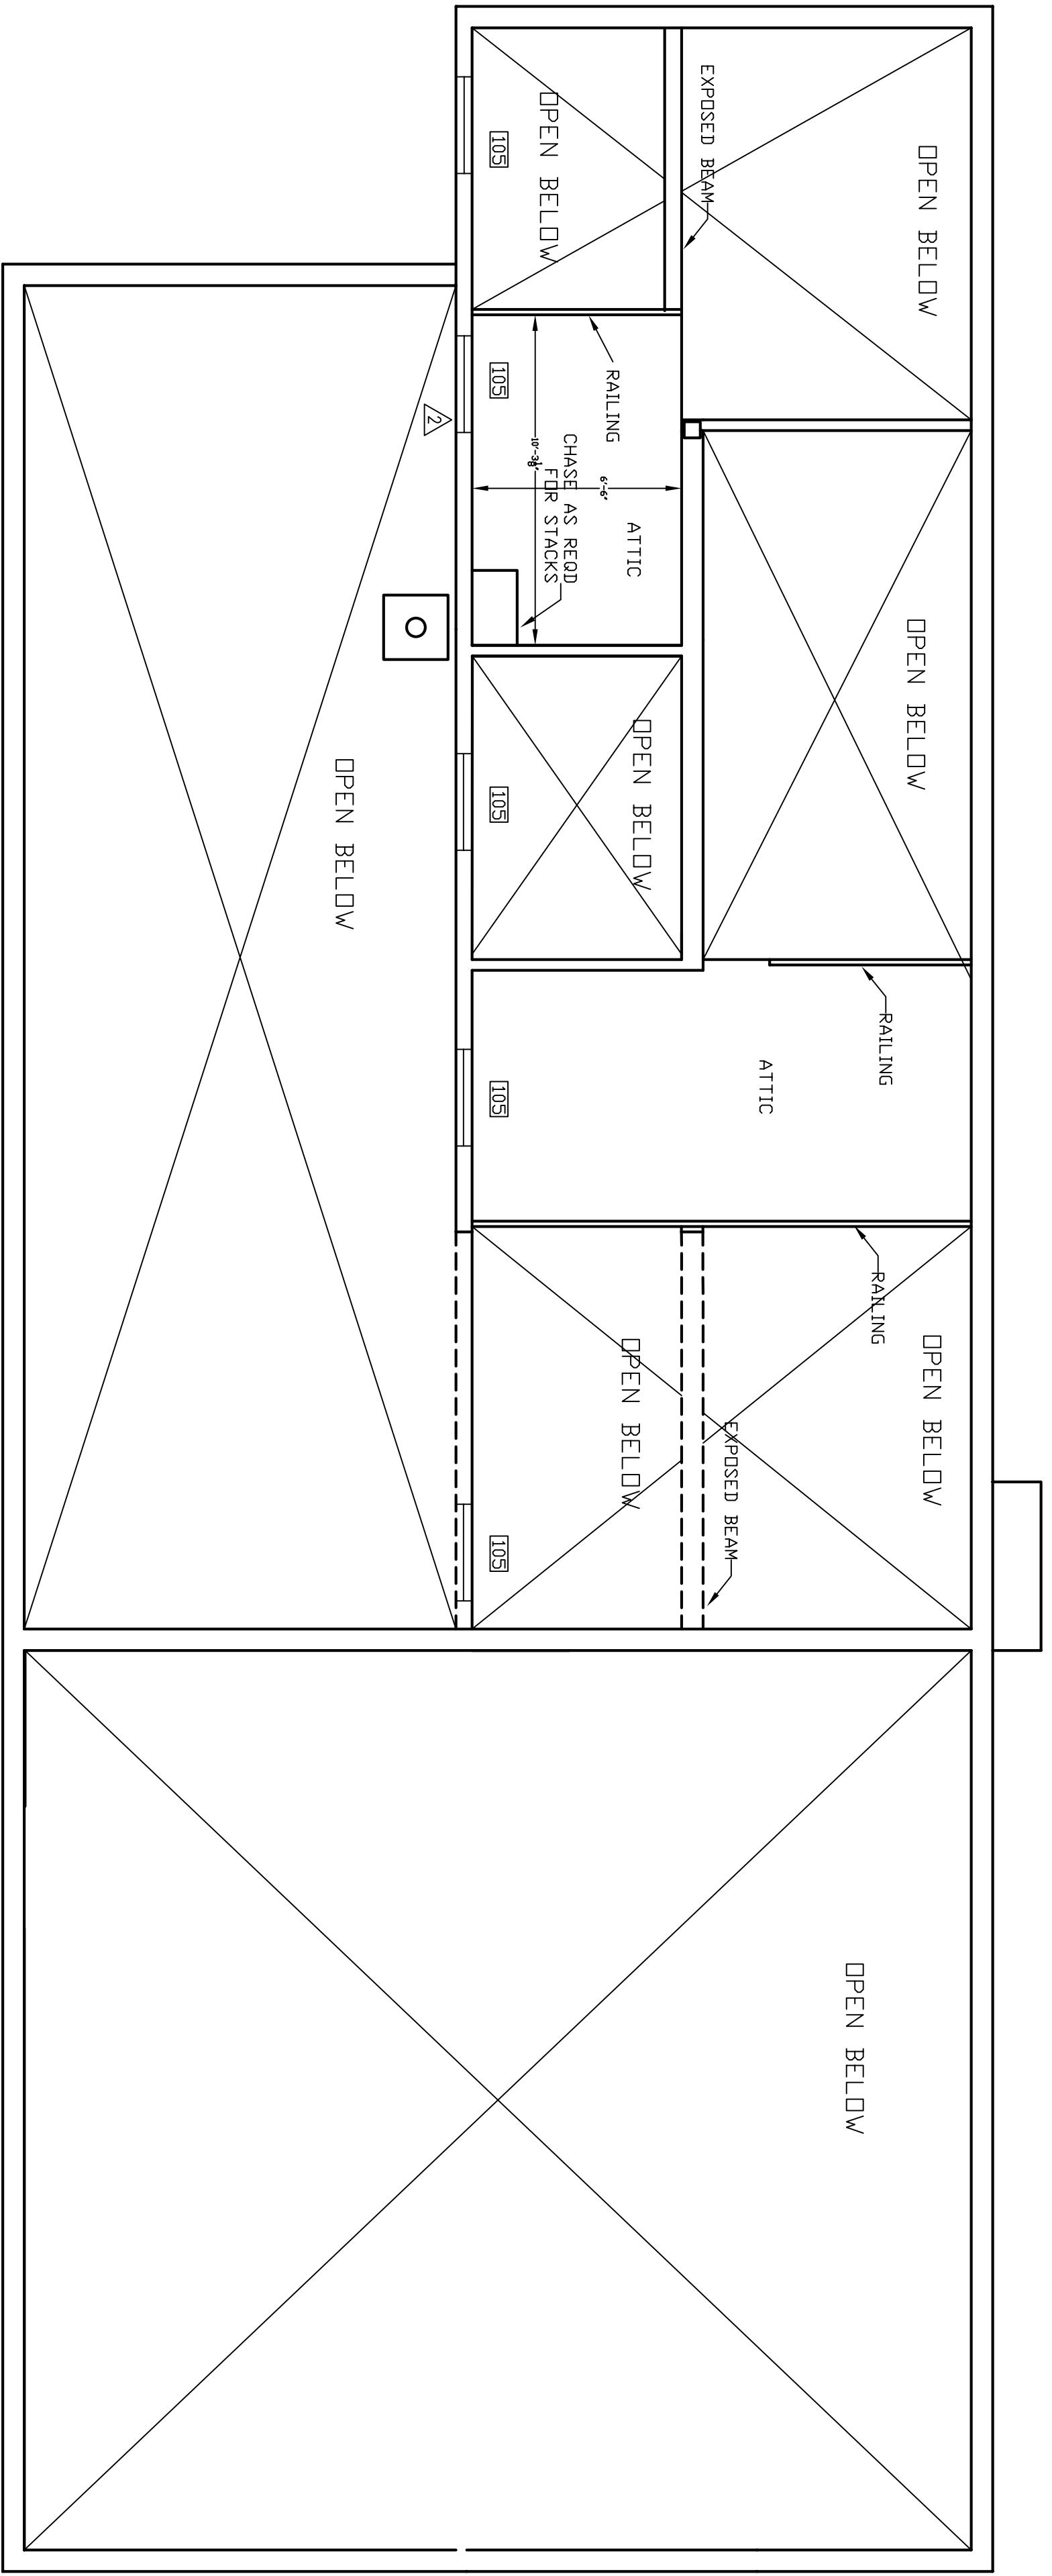 OPEN BELOW
EXPOSED BEAM
OPEN BELOW
105
RAILING
105
2
10'-3 1/8"
6'-6"
CHASE AS REQD
FOR STACKS
ATTIC
OPEN BELOW
OPEN BELOW
105
OPEN BELOW
RAILING
ATTIC
105
RAILING
OPEN BELOW
OPEN BELOW
EXPOSED BEAM
105
OPEN BELOW